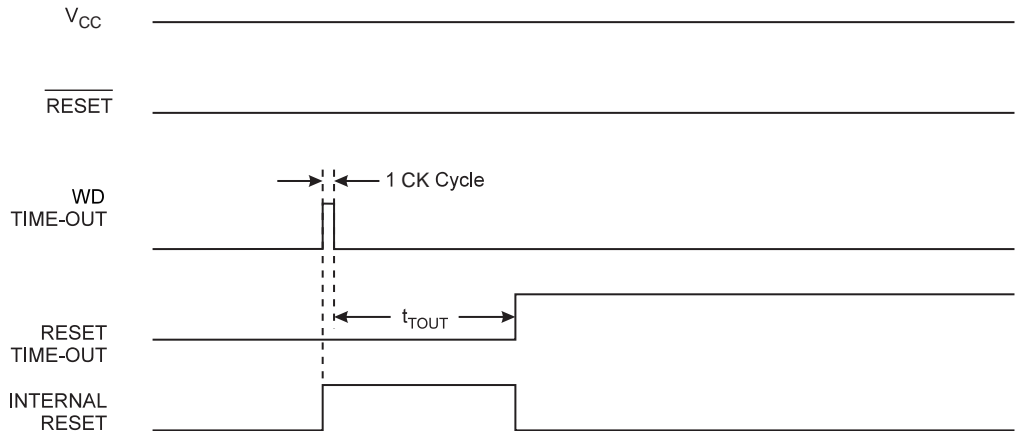 VCC
RESET
1 CK Cycle
WD
TIME-OUT
tTOUT
RESET
TIME-OUT
INTERNAL
RESET